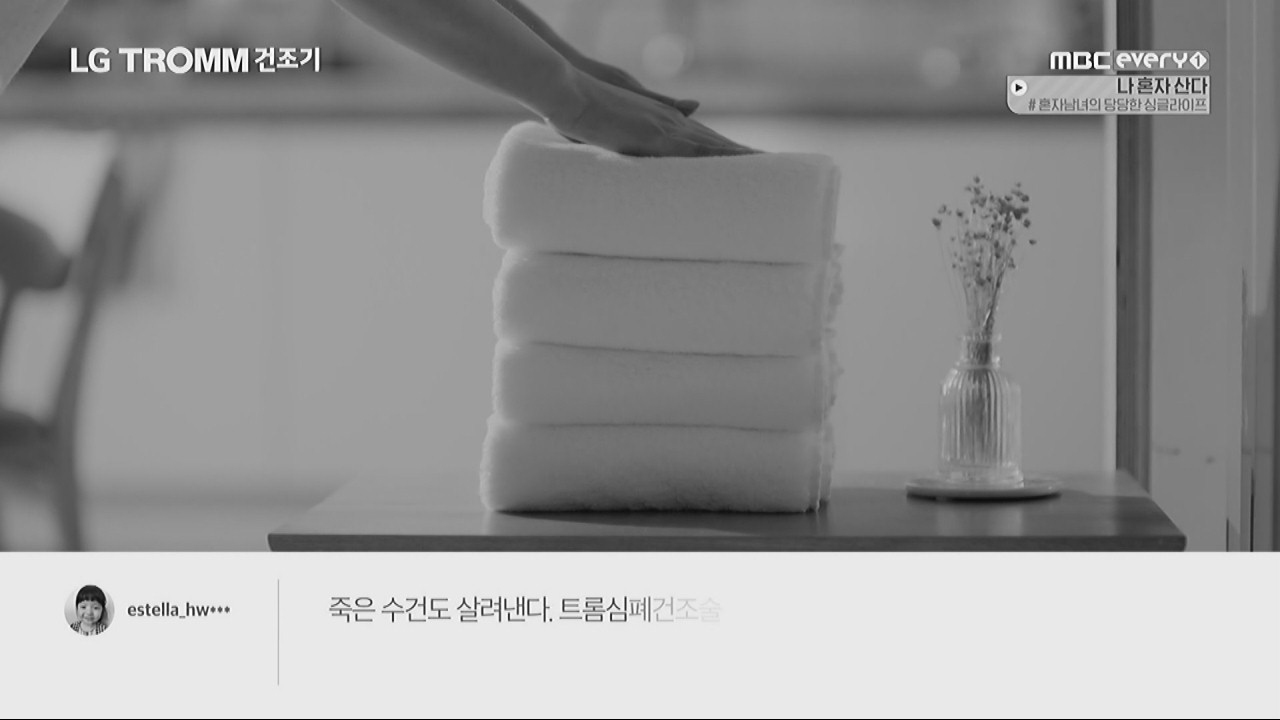 LG TROMM 건조기
MBC every1
나 혼자 산다
# 혼자남녀의 당당한 싱글라이프
estella_hw***
죽은 수건도 살려낸다. 트롬심폐건조술